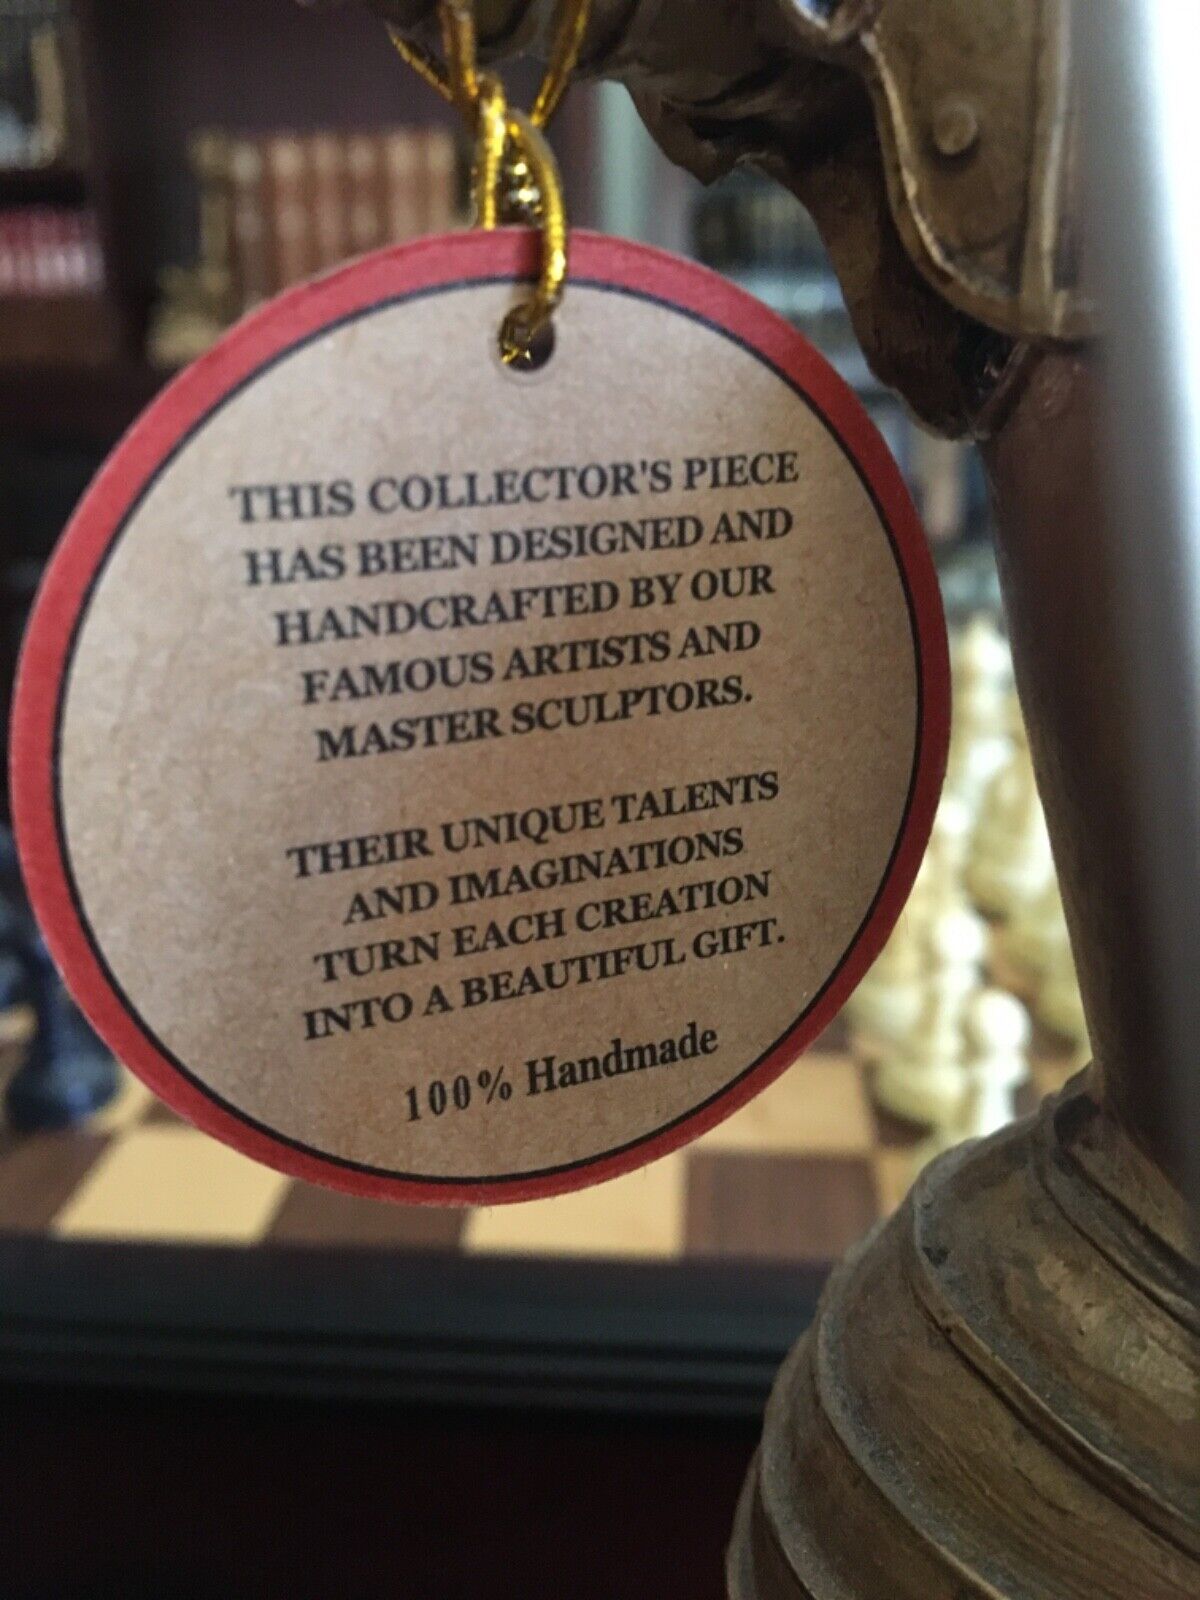 THIS COLLECTOR'S PIECE
HAS BEEN DESIGNED AND
HANDCRAFTED BY OUR
FAMOUS ARTISTS AND
MASTER SCULPTORS.
THEIR UNIQUE TALENTS
AND IMAGINATIONS
TURN EACH CREATION
INTO A BEAUTIFUL GIFT.
100% Handmade